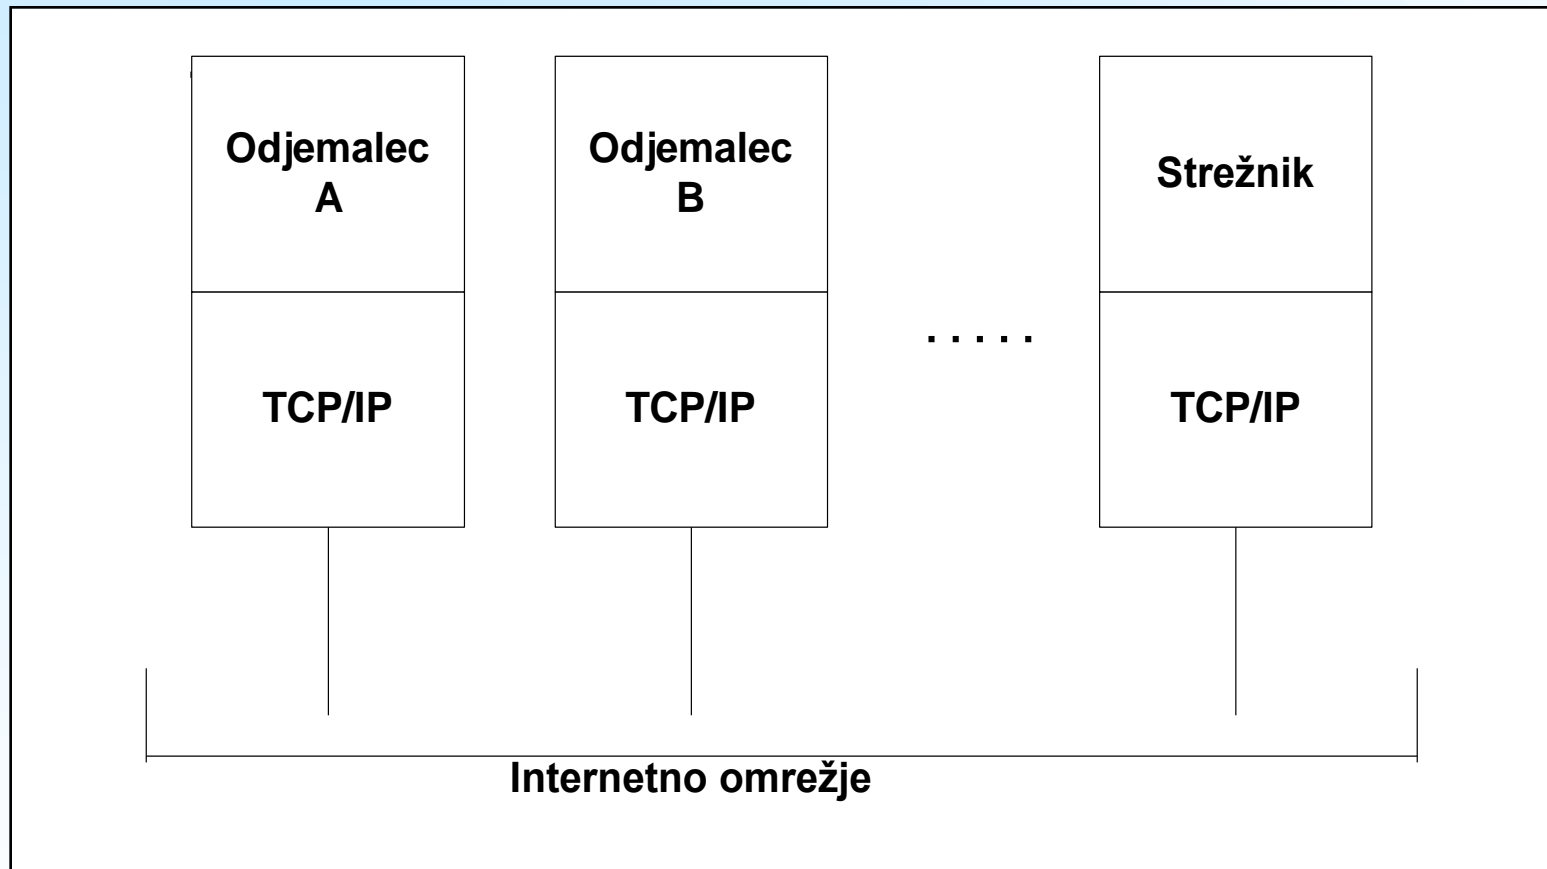 Odjemalec
A
Odjemalec
B
Strežnik
TCP/IP
TCP/IP
. . . . .
TCP/IP
Internetno omrežje